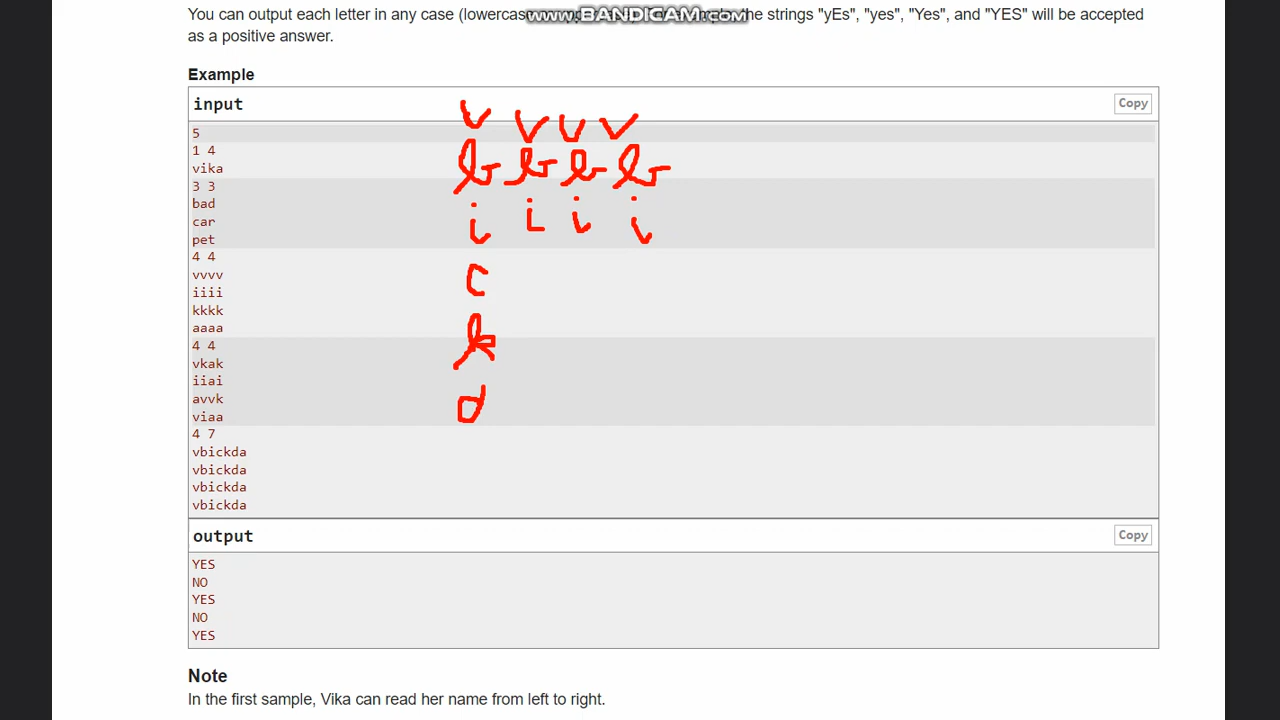 You can output each letter in any case (lowercase
www.BANDICAM.com
the strings "yEs", "yes", "Yes", and "YES" will be accepted
as a positive answer.
Example
input
Copy
5
1 4
vika
3 3
bad
car
pet
4 4
vvvv
iiii
kkkk
aaaa
4 4
vkak
iiai
avvk
viaa
4 7
vbickda
vbickda
vbickda
vbickda
v v v v
b b b b
i i i i
c
k
d
output
Copy
YES
NO
YES
NO
YES
Note
In the first sample, Vika can read her name from left to right.